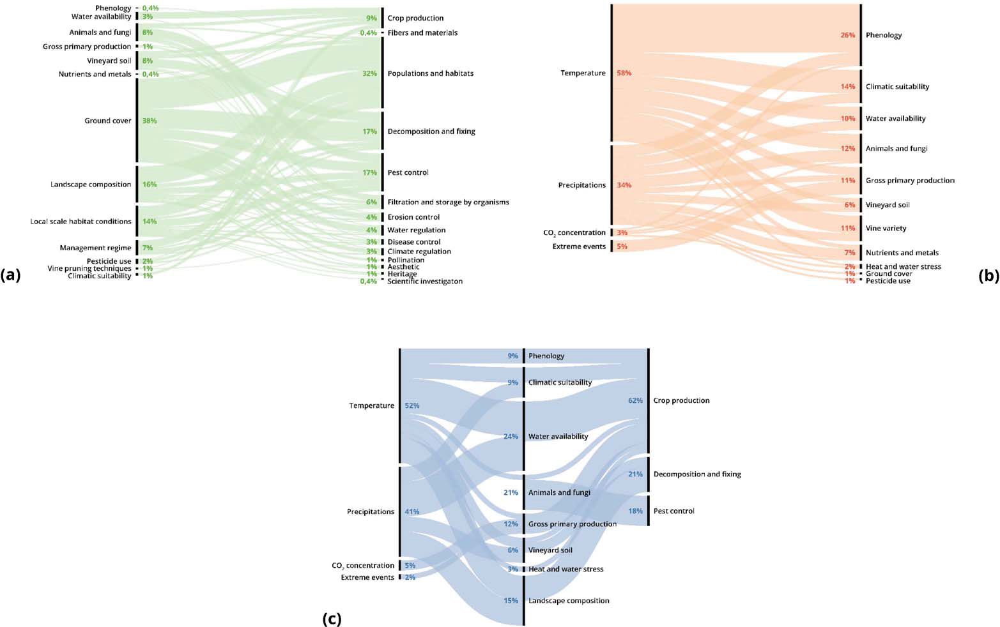 Phenology 0,4%
Water availability 3%
Animals and fungi 8%
Gross primary production 1%
Vineyard soil 8%
Nutrients and metals 0,4%
Ground cover 38%
Landscape composition 16%
Local scale habitat conditions 14%
Management regime 7%
Pesticide use 2%
Vine pruning techniques 1%
Climatic suitability 1%
9% Crop production
0.4% Fibers and materials
32% Populations and habitats
17% Decomposition and fixing
17% Pest control
6% Filtration and storage by organisms
4% Erosion control
4% Water regulation
3% Disease control
3% Climate regulation
1% Pollination
1% Aesthetic
1% Heritage
0,4% Scientific investigaton
(a)
Temperature 58%
Precipitations 34%
CO2 concentration 3%
Extreme events 5%
26% Phenology
14% Climatic suitability
10% Water availability
12% Animals and fungi
11% Gross primary production
6% Vineyard soil
11% Vine variety
7% Nutrients and metals
2% Heat and water stress
1% Ground cover
1% Pesticide use
(b)
Temperature 52%
Precipitations 41%
CO2 concentration 5%
Extreme events 2%
9% Phenology
9% Climatic suitability
24% Water availability
21% Animals and fungi
12% Gross primary production
6% Vineyard soil
3% Heat and water stress
15% Landscape composition
62% Crop production
21% Decomposition and fixing
18% Pest control
(c)